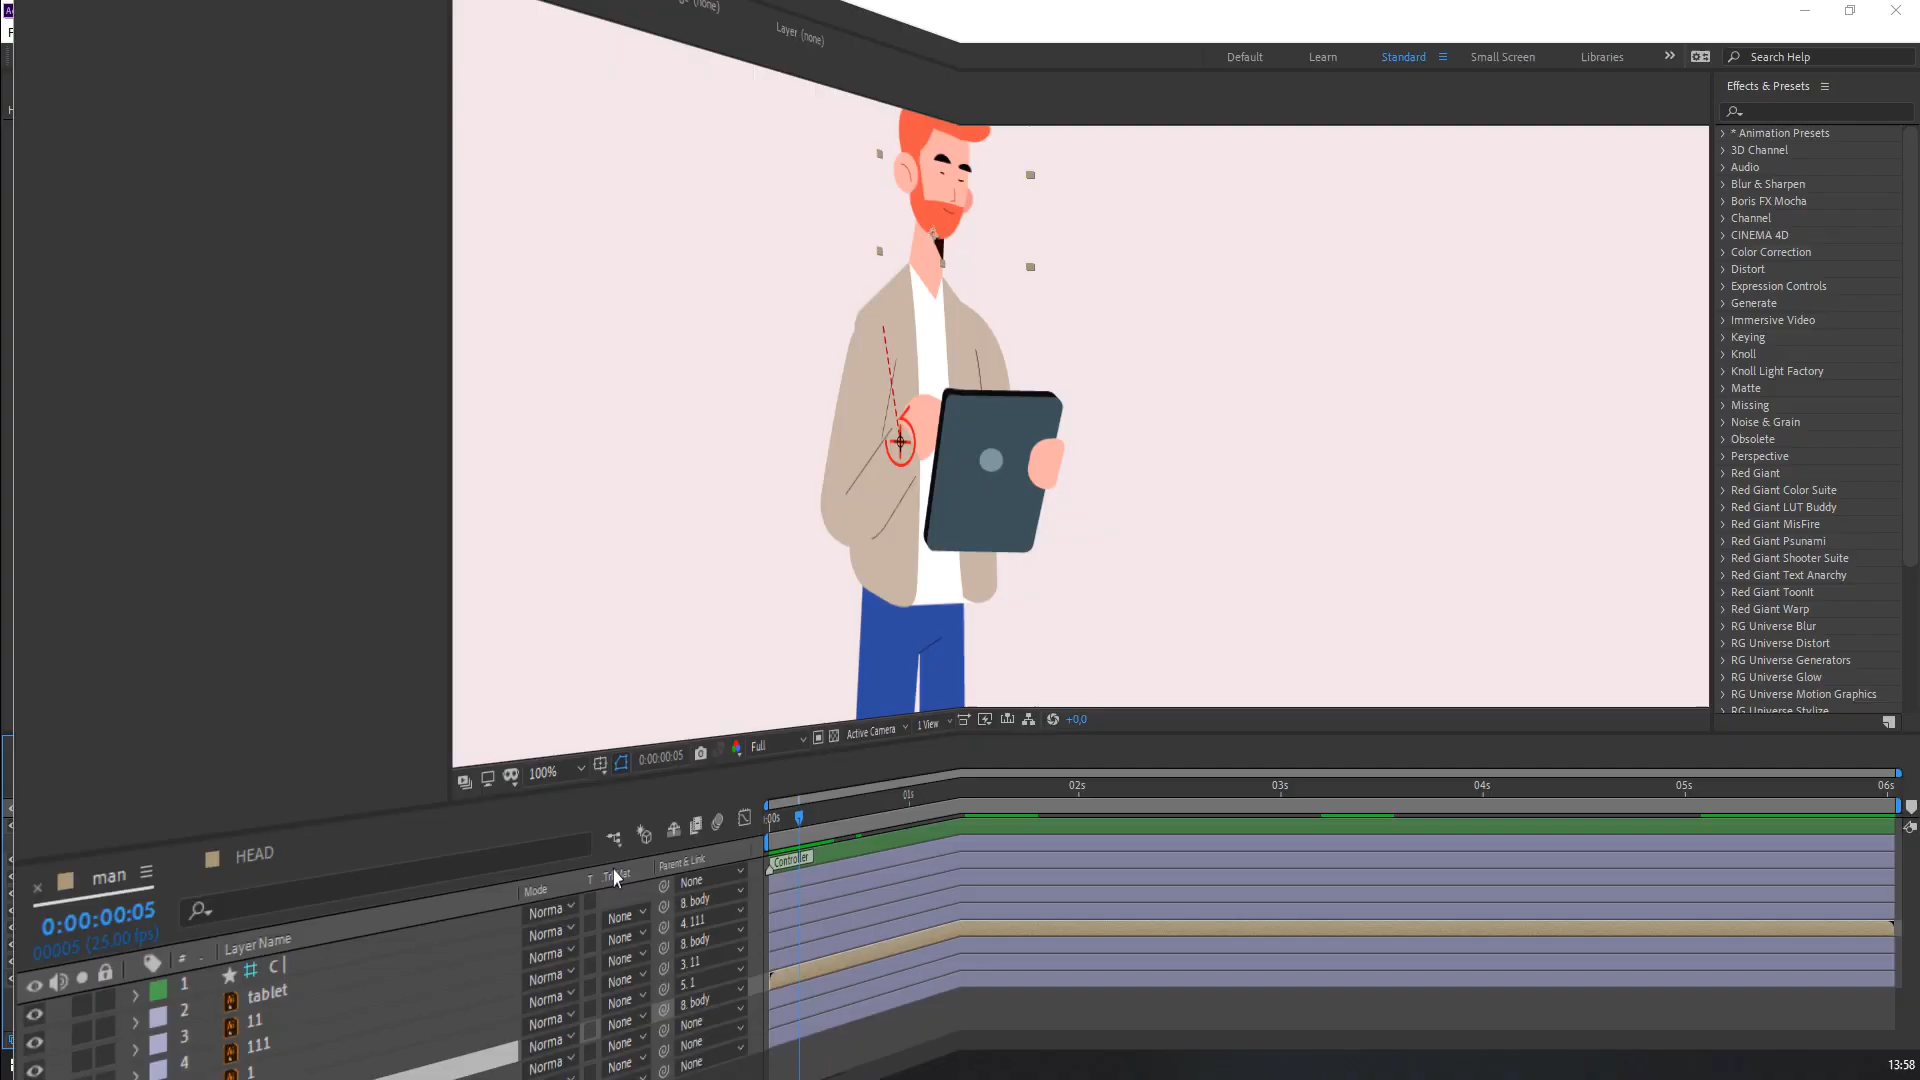 (none)
Layer (none)
Default Learn Standard Small Screen Libraries Search Help
Effects & Presets
* Animation Presets
3D Channel
Audio
Blur & Sharpen
Boris FX Mocha
Channel
CINEMA 4D
Color Correction
Distort
Expression Controls
Generate
Immersive Video
Keying
Knoll
Knoll Light Factory
Matte
Missing
Noise & Grain
Obsolete
Perspective
Red Giant
Red Giant Color Suite
Red Giant LUT Buddy
Red Giant MisFire
Red Giant Psunami
Red Giant Shooter Suite
Red Giant Text Anarchy
Red Giant ToonIt
Red Giant Warp
RG Universe Blur
RG Universe Distort
RG Universe Generators
RG Universe Glow
RG Universe Motion Graphics
RG Universe Stylize
100% 0:00:00:05 Full Active Camera 1 View +0,0
:00s 01s 02s 03s 04s 05s 06s
man HEAD
0:00:00:05
00005 (25.00 fps)
# Layer Name Mode T Parent & Link
Controller
1 C
2 tablet
3 11
4 111
1
Norma
Norma
Norma
Norma
Norma
Norma
Norma
Norma
None
None
None
None
None
None
None
None
None
8. body
4. 111
8. body
3. 11
5. 1
8. body
None
None
None
13:58